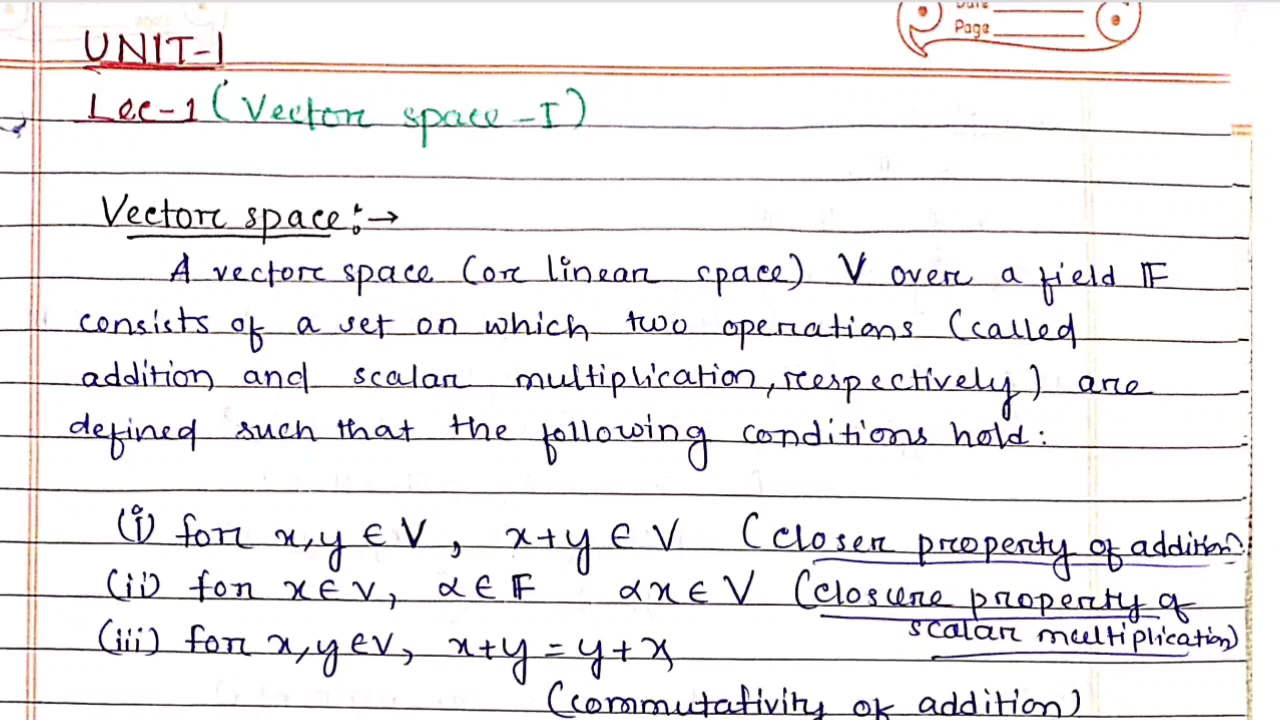 Date
Page
UNIT-1
Lec-1 (Vector space-I)
Vector space:→
A vector space (or linear space) V over a field 𝔽
consists of a set on which two operations (called
addition and scalar multiplication, respectively) are
defined such that the following conditions hold:
(i) for x,y ∈ V, x+y ∈ V (closer property of addition)
(ii) for x ∈ V, α ∈ 𝔽 αx ∈ V (closure property of
scalar multiplication)
(iii) for x,y ∈ V, x+y = y+x
(commutativity of addition)